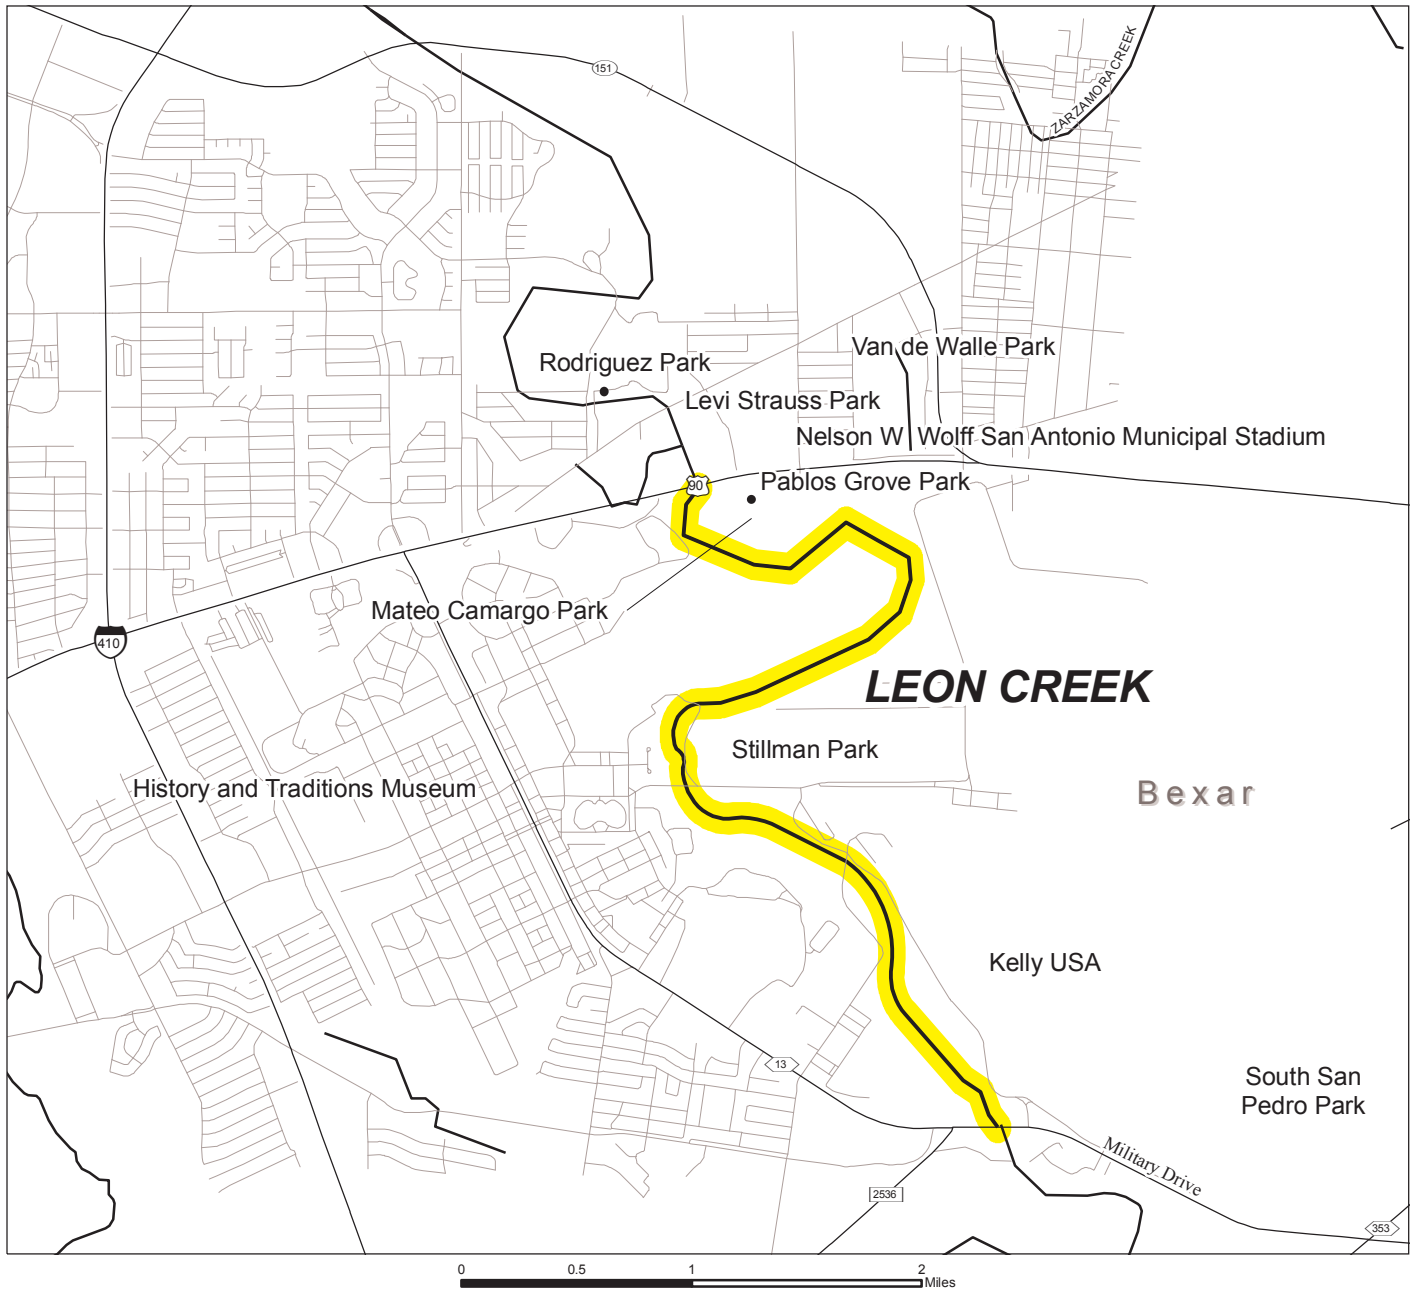 151
ZARZAMORA CREEK
Van de Walle Park
Rodriguez Park
Levi Strauss Park
Nelson W Wolff San Antonio Municipal Stadium
90
Pablos Grove Park
Mateo Camargo Park
410
LEON CREEK
Stillman Park
History and Traditions Museum
Bexar
Kelly USA
13
South San
Pedro Park
Military Drive
2536
353
0 0.5 1 2
Miles